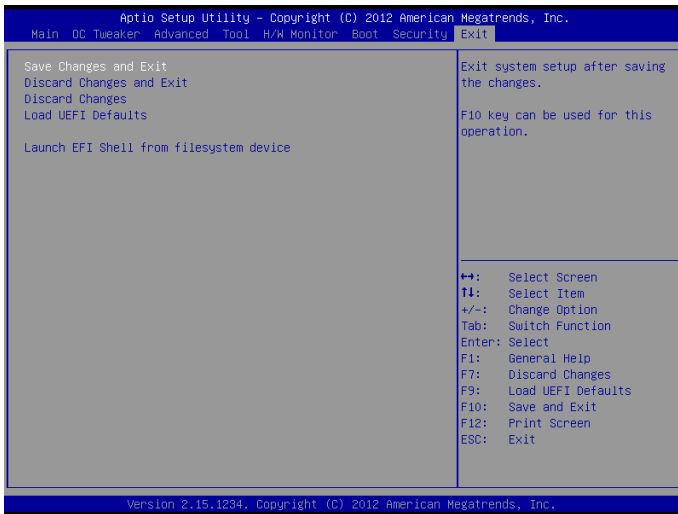 Aptio Setup Utility – Copyright (C) 2012 American Megatrends, Inc.
Main OC Tweaker Advanced Tool H/W Monitor Boot Security Exit
Save Changes and Exit
Discard Changes and Exit
Discard Changes
Load UEFI Defaults
Launch EFI Shell from filesystem device
Exit system setup after saving
the changes.
F10 key can be used for this
operation.
↔: Select Screen
↑↓: Select Item
+/-: Change Option
Tab: Switch Function
Enter: Select
F1: General Help
F7: Discard Changes
F9: Load UEFI Defaults
F10: Save and Exit
F12: Print Screen
ESC: Exit
Version 2.15.1234. Copyright (C) 2012 American Megatrends, Inc.